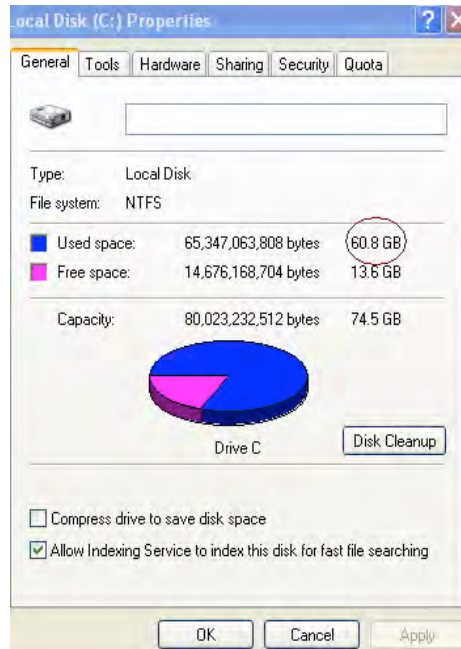 ocal Disk (C:) Properties
General Tools Hardware Sharing Security Quota
Type: Local Disk
File system: NTFS
Used space: 65,347,063,808 bytes 60.8 GB
Free space: 14,676,168,704 bytes 13.6 GB
Capacity: 80,023,232,512 bytes 74.5 GB
Drive C
Disk Cleanup
Compress drive to save disk space
Allow Indexing Service to index this disk for fast file searching
OK Cancel Apply